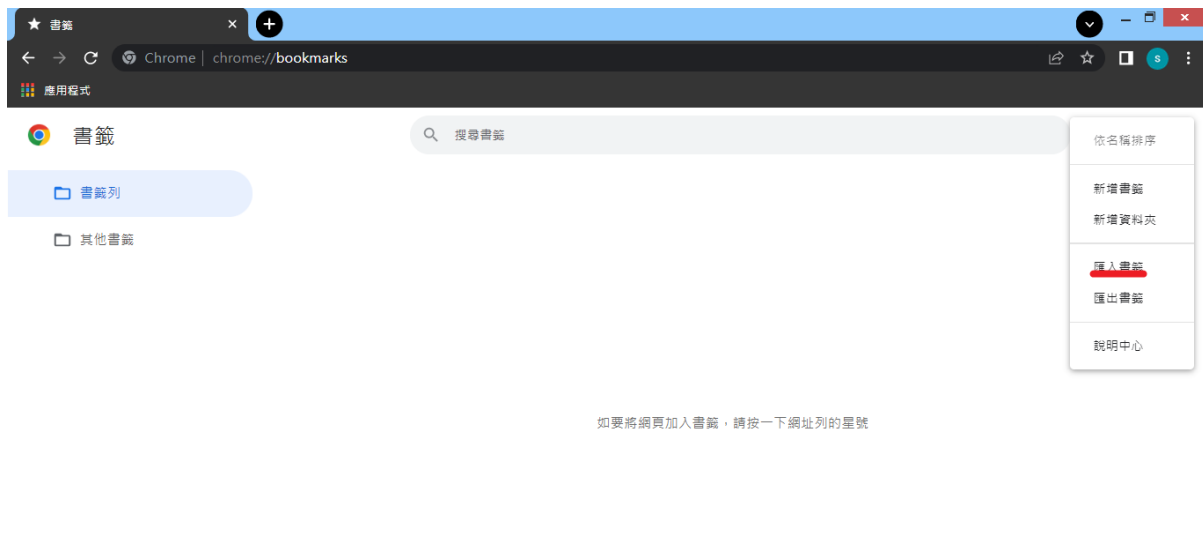 書籤
Chrome | chrome://bookmarks
S
應用程式
書籤
搜尋書籤
書籤列
其他書籤
依名稱排序
新增書籤
新增資料夾
匯入書籤
匯出書籤
說明中心
如要將網頁加入書籤，請按一下網址列的星號